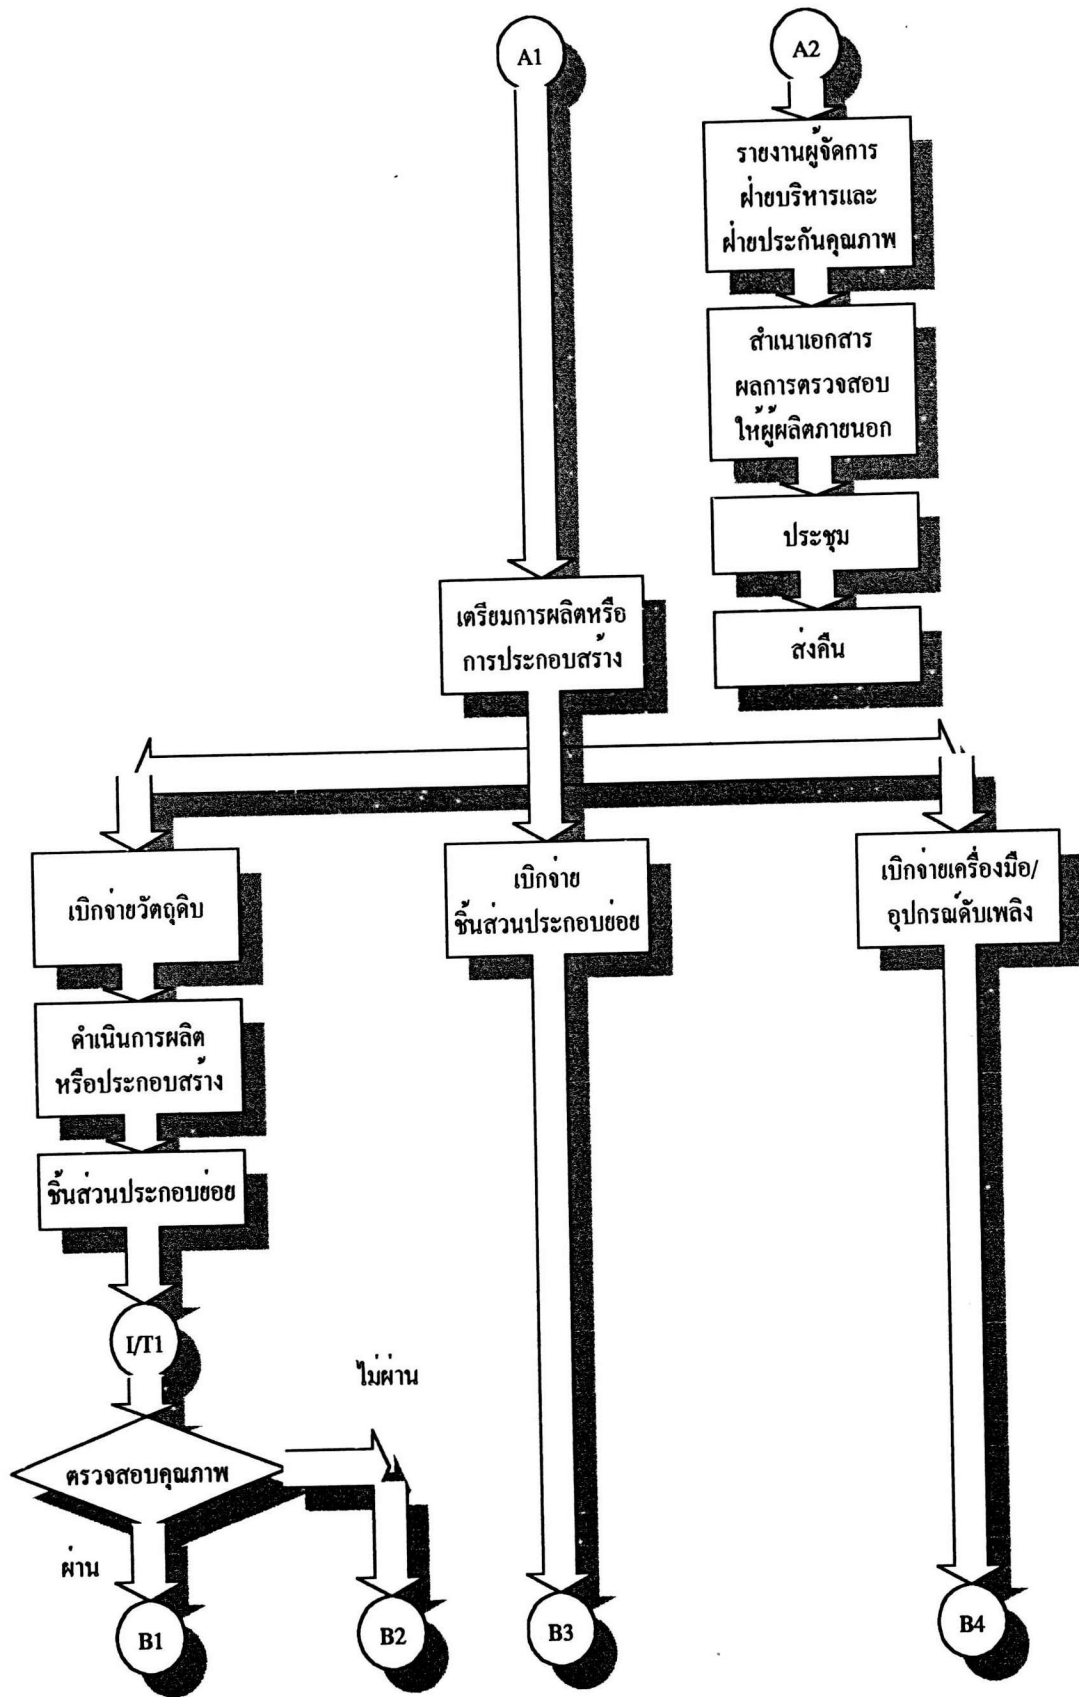 A1
A2
รายงานผู้จัดการ
ฝ่ายบริหารและ
ฝ่ายประกันคุณภาพ
สำเนาเอกสาร
ผลการตรวจสอบ
ให้ผู้ผลิตภายนอก
ประชุม
ส่งคืน
เตรียมการผลิตหรือ
การประกอบสร้าง
เบิกจ่ายวัตถุดิบ
เบิกจ่าย
ชิ้นส่วนประกอบย่อย
เบิกจ่ายเครื่องมือ/
อุปกรณ์ดับเพลิง
ดำเนินการผลิต
หรือประกอบสร้าง
ชิ้นส่วนประกอบย่อย
I/T1
ไม่ผ่าน
ตรวจสอบคุณภาพ
ผ่าน
B1
B2
B3
B4